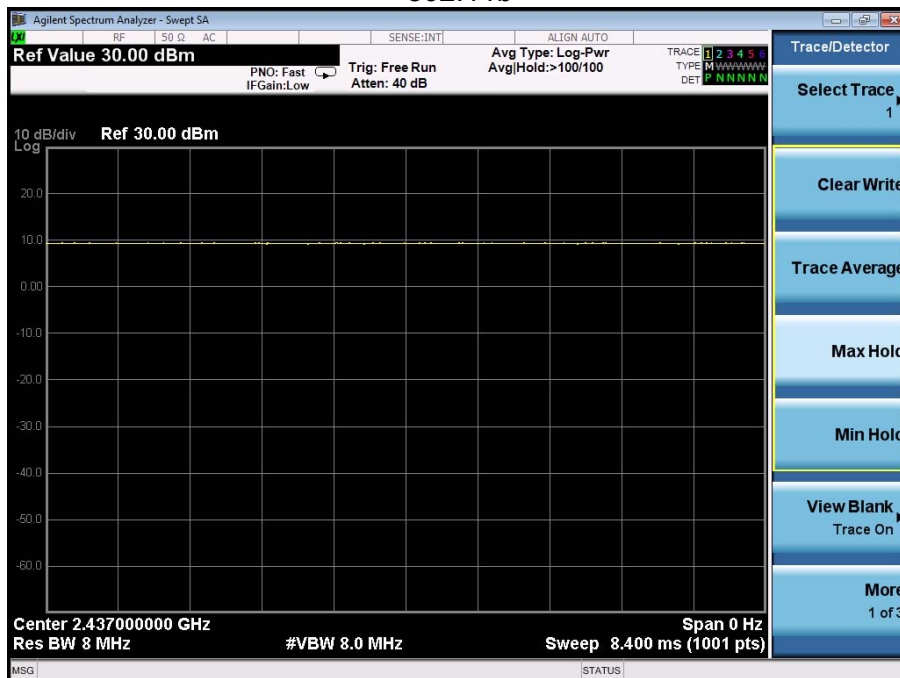 Agilent Spectrum Analyzer - Swept SA
LXI RF 50 Ω AC SENSE:INT ALIGN AUTO
Ref Value 30.00 dBm
PNO: Fast
IFGain:Low
Trig: Free Run
Atten: 40 dB
Avg Type: Log-Pwr
Avg|Hold:>100/100
TRACE 1 2 3 4 5 6
TYPE M WWWWW
DET P N N N N N
10 dB/div Ref 30.00 dBm
Log
20.0
10.0
0.00
-10.0
-20.0
-30.0
-40.0
-50.0
-60.0
Center 2.437000000 GHz Span 0 Hz
Res BW 8 MHz #VBW 8.0 MHz Sweep 8.400 ms (1001 pts)
MSG STATUS
Trace/Detector
Select Trace
1
Clear Write
Trace Average
Max Hold
Min Hold
View Blank
Trace On
More
1 of 3